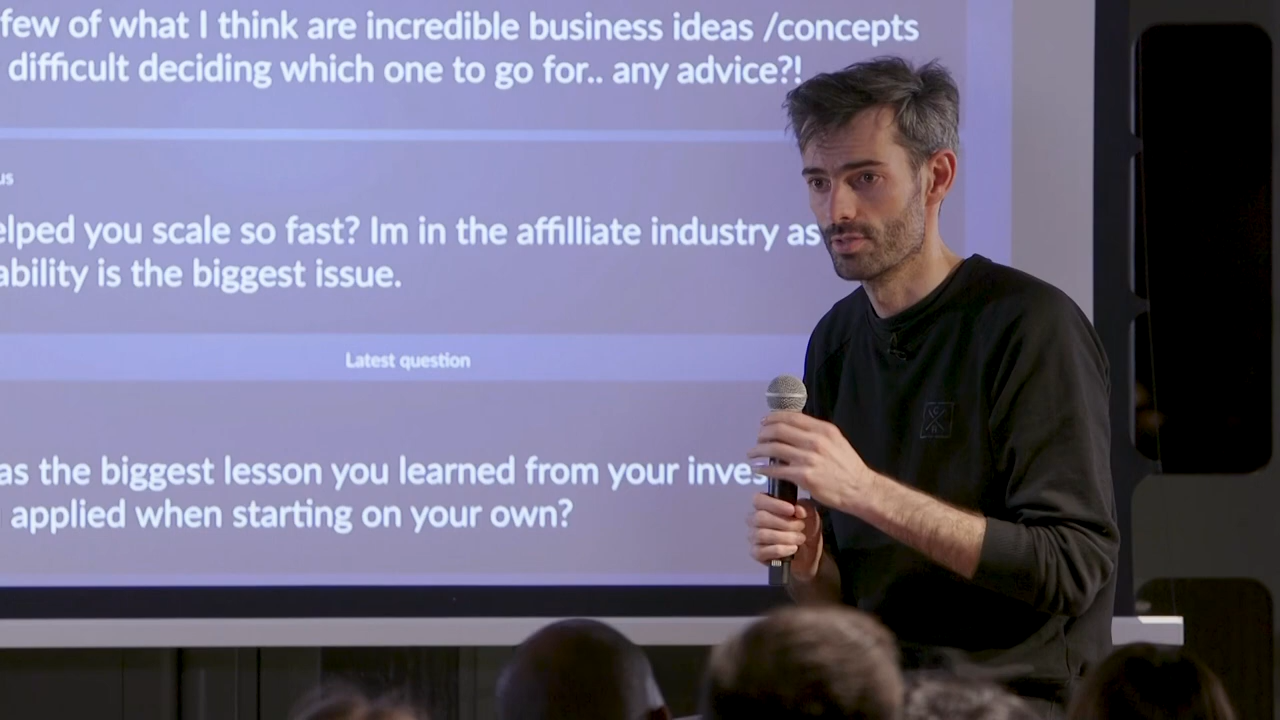 few of what I think are incredible business ideas /concepts
difficult deciding which one to go for.. any advice?!
us
elped you scale so fast? Im in the affilliate industry as
ability is the biggest issue.
Latest question
as the biggest lesson you learned from your inves
applied when starting on your own?
C
R